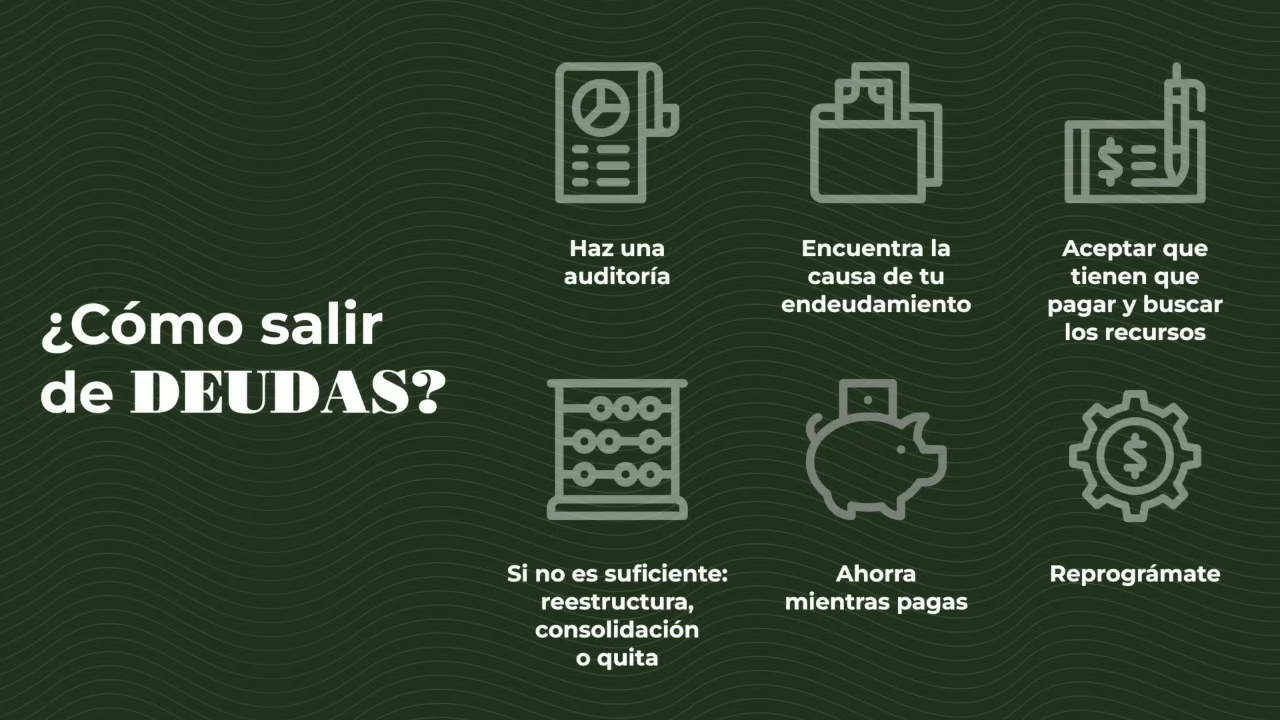 ¿Cómo salir
de DEUDAS?
Haz una
auditoría
Encuentra la
causa de tu
endeudamiento
Aceptar que
tienen que
pagar y buscar
los recursos
Si no es suficiente:
reestructura,
consolidación
o quita
Ahorra
mientras pagas
Reprográmate